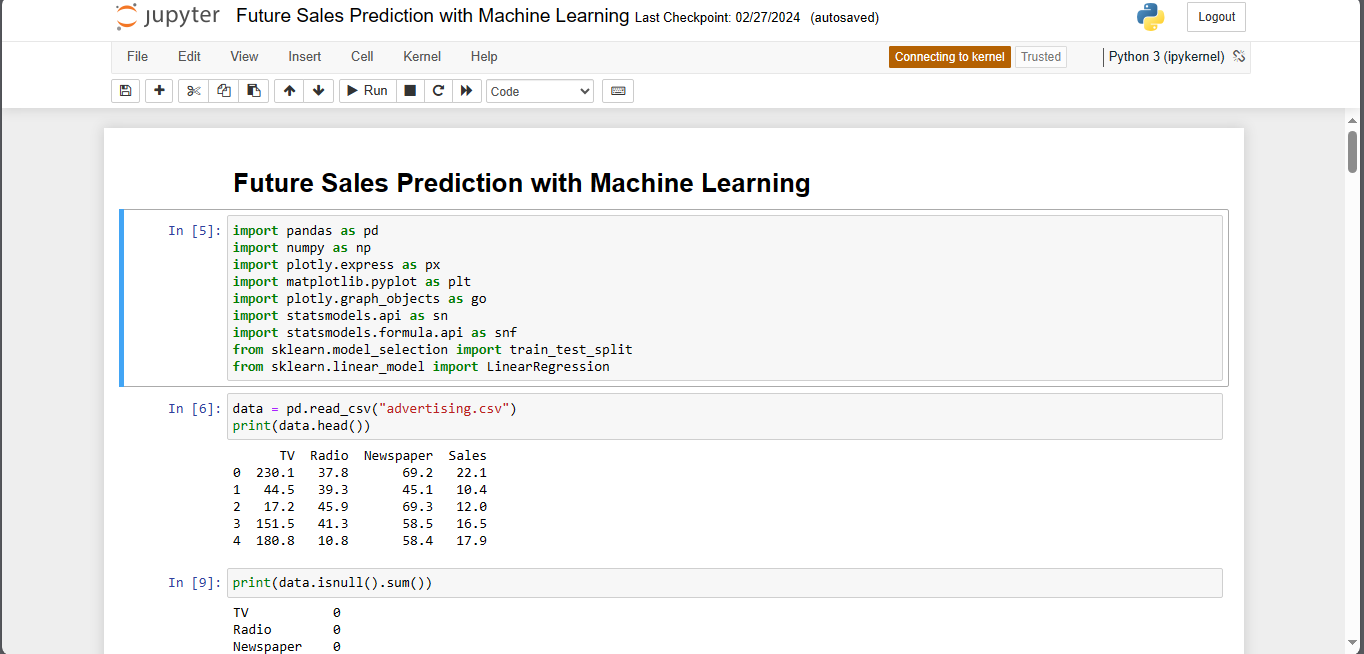 jupyter Future Sales Prediction with Machine Learning Last Checkpoint: 02/27/2024 (autosaved) Logout
File Edit View Insert Cell Kernel Help Connecting to kernel Trusted Python 3 (ipykernel)
Run Code
Future Sales Prediction with Machine Learning
In [5]: import pandas as pd
import numpy as np
import plotly.express as px
import matplotlib.pyplot as plt
import plotly.graph_objects as go
import statsmodels.api as sn
import statsmodels.formula.api as snf
from sklearn.model_selection import train_test_split
from sklearn.linear_model import LinearRegression
In [6]: data = pd.read_csv("advertising.csv")
print(data.head())
TV Radio Newspaper Sales
0 230.1 37.8 69.2 22.1
1 44.5 39.3 45.1 10.4
2 17.2 45.9 69.3 12.0
3 151.5 41.3 58.5 16.5
4 180.8 10.8 58.4 17.9
In [9]: print(data.isnull().sum())
TV 0
Radio 0
Newspaper 0